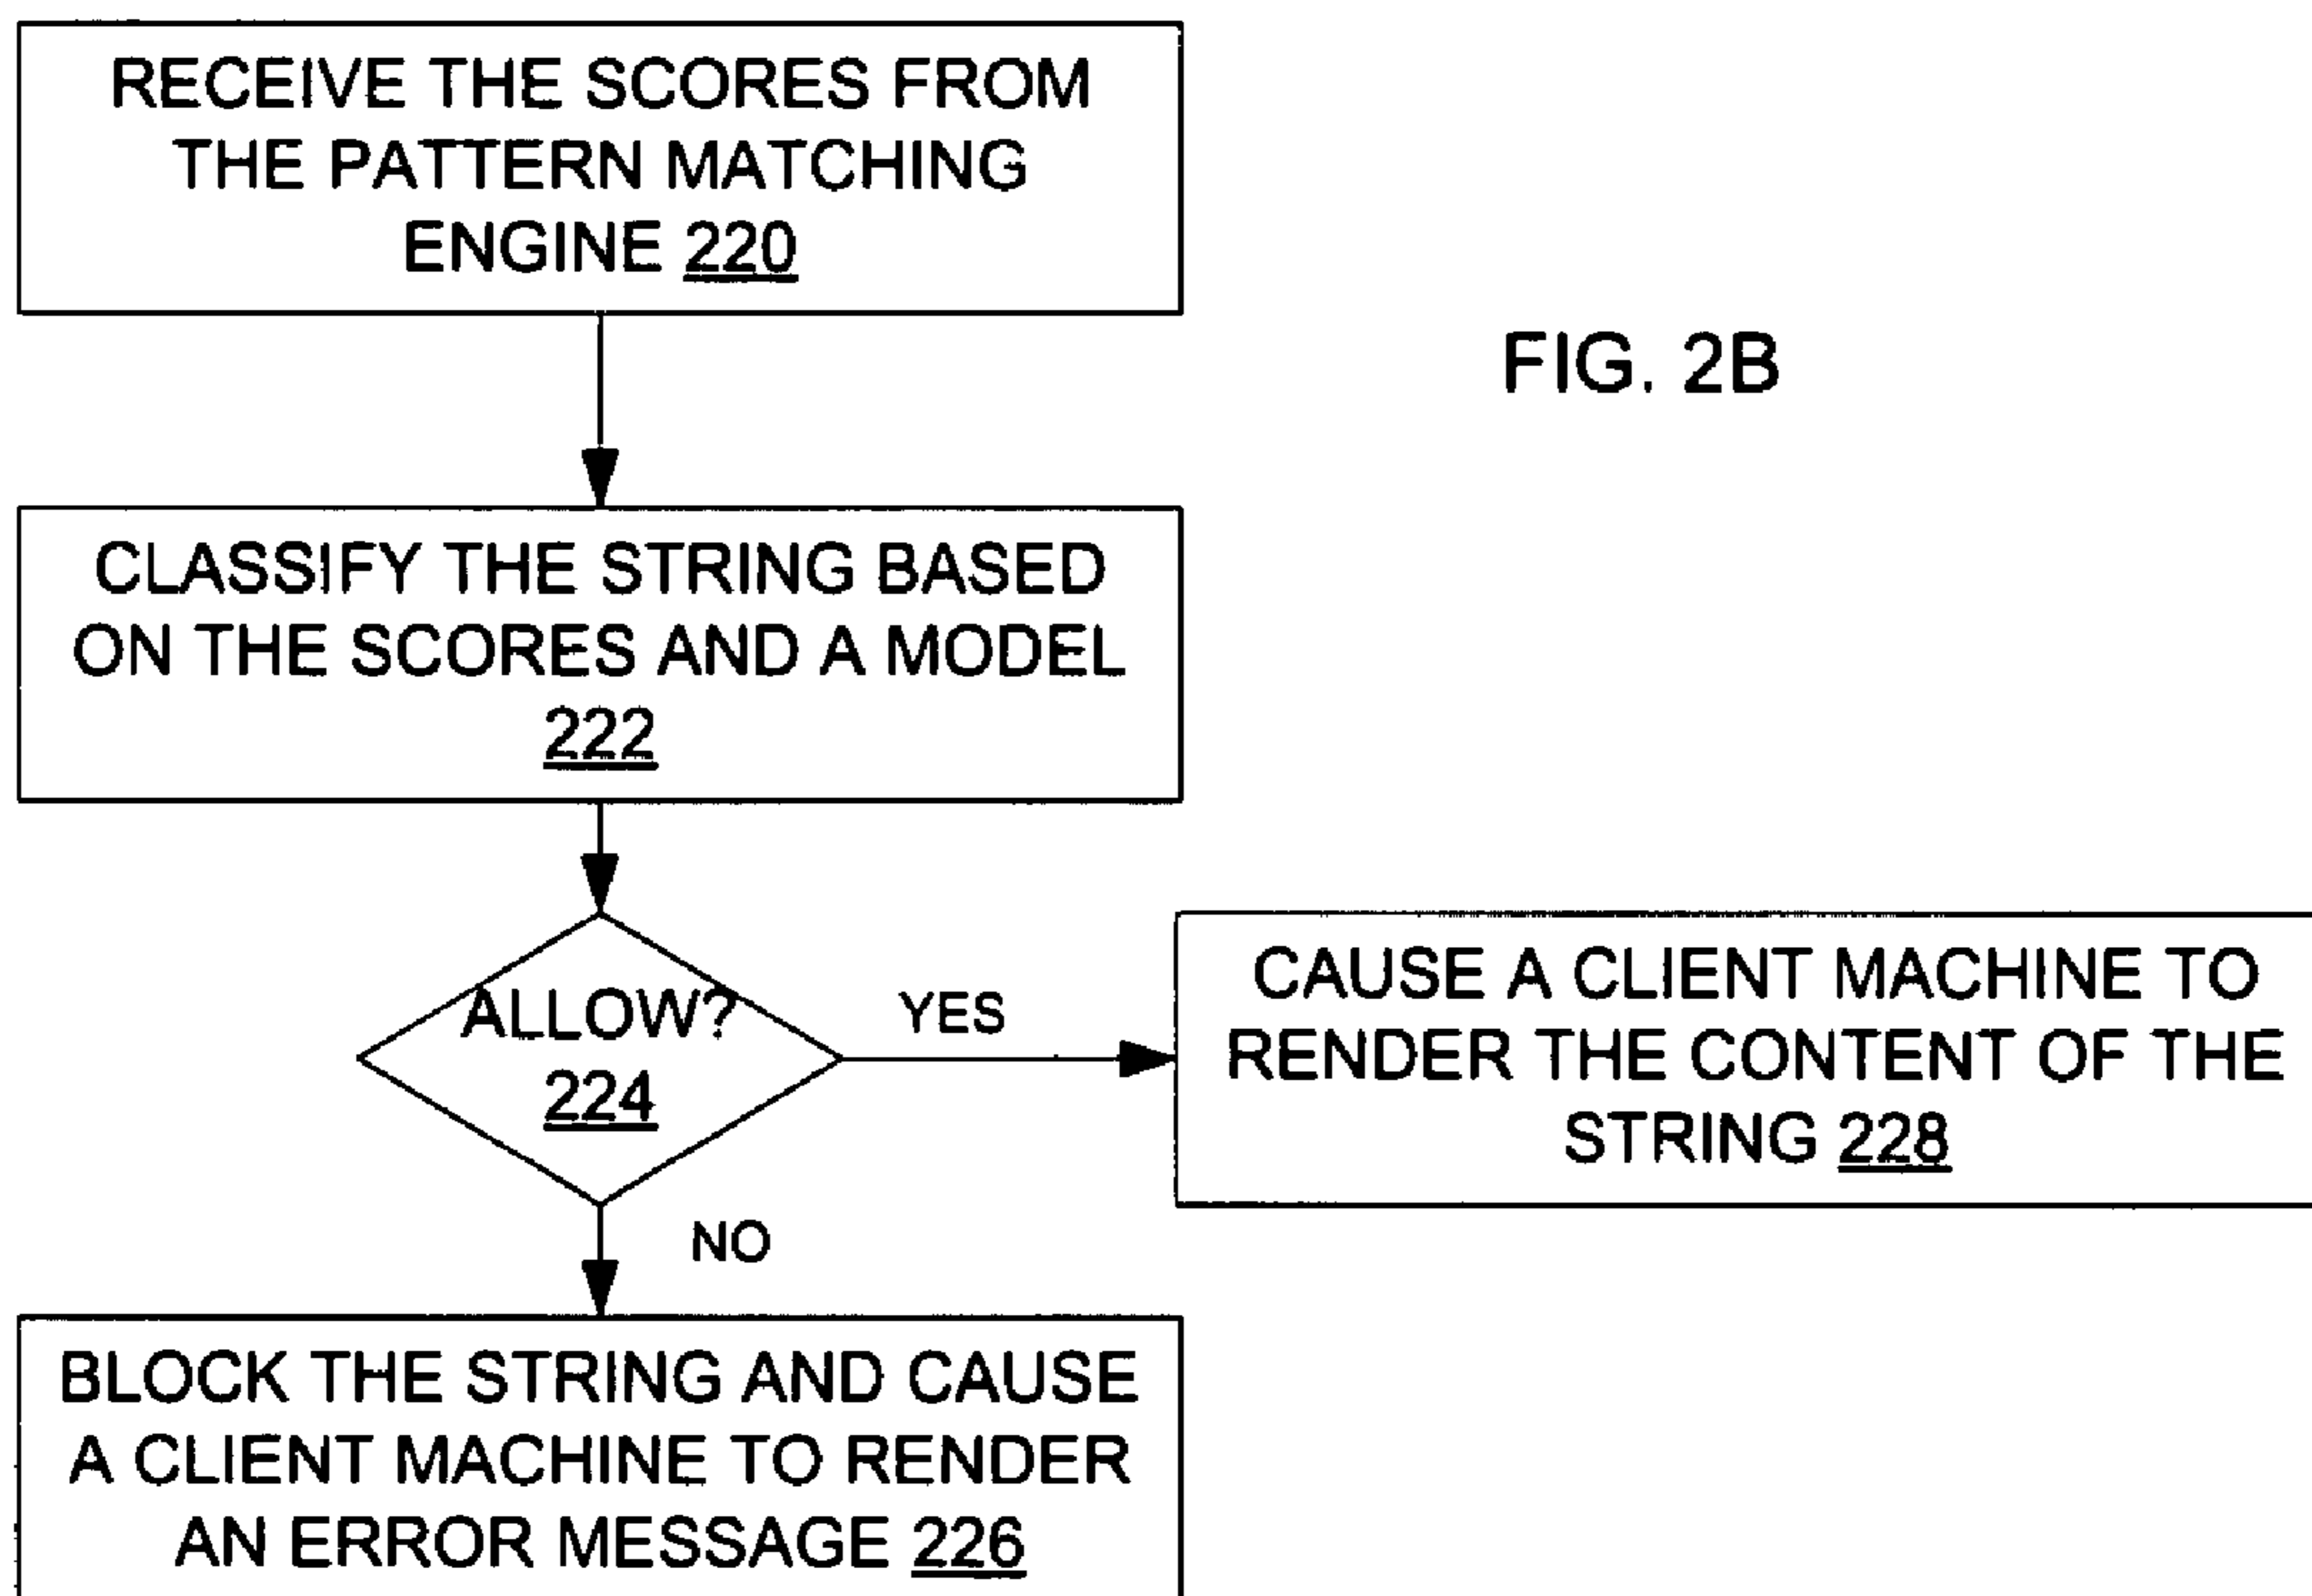 RECEIVE THE SCORES FROM
THE PATTERN MATCHING
ENGINE 220
FIG. 2B
CLASSIFY THE STRING BASED
ON THE SCORES AND A MODEL
222
ALLOW?
224
YES
CAUSE A CLIENT MACHINE TO
RENDER THE CONTENT OF THE
STRING 228
NO
BLOCK THE STRING AND CAUSE
A CLIENT MACHINE TO RENDER
AN ERROR MESSAGE 226